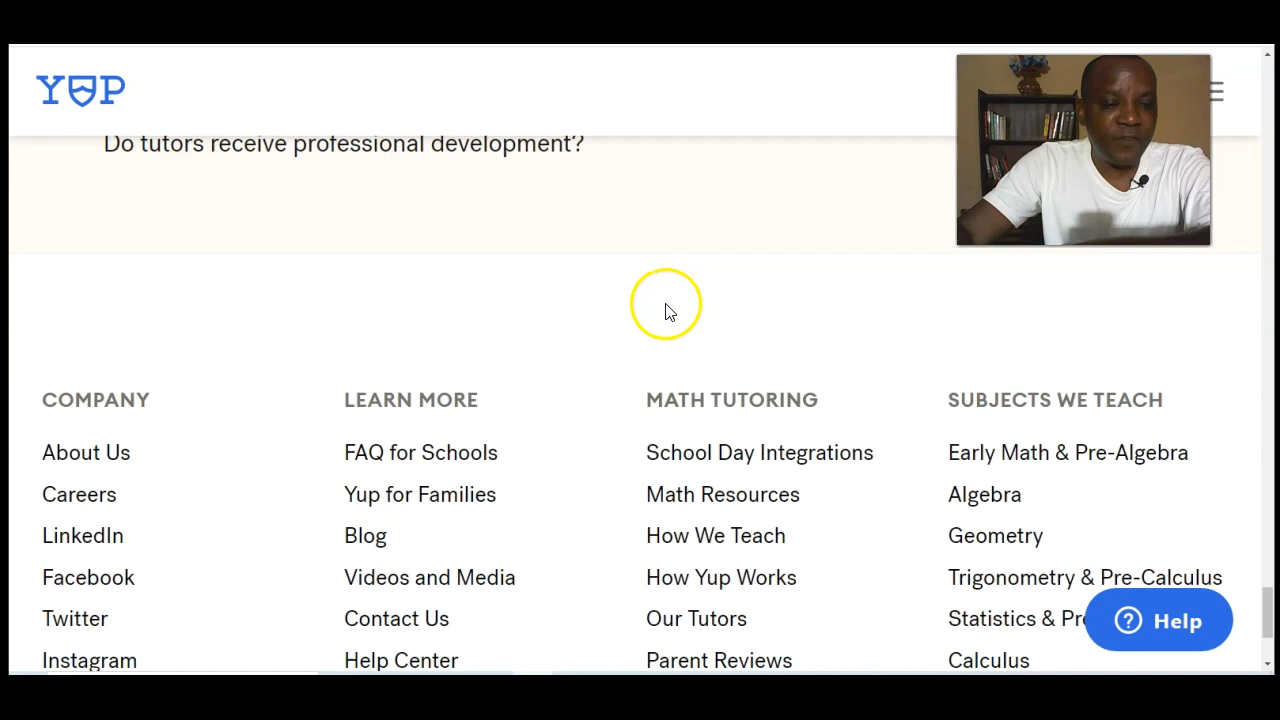 YUP
Do tutors receive professional development?
COMPANY
About Us
Careers
LinkedIn
Facebook
Twitter
Instagram
LEARN MORE
FAQ for Schools
Yup for Families
Blog
Videos and Media
Contact Us
Help Center
MATH TUTORING
School Day Integrations
Math Resources
How We Teach
How Yup Works
Our Tutors
Parent Reviews
SUBJECTS WE TEACH
Early Math & Pre-Algebra
Algebra
Geometry
Trigonometry & Pre-Calculus
Statistics &
Calculus
Help